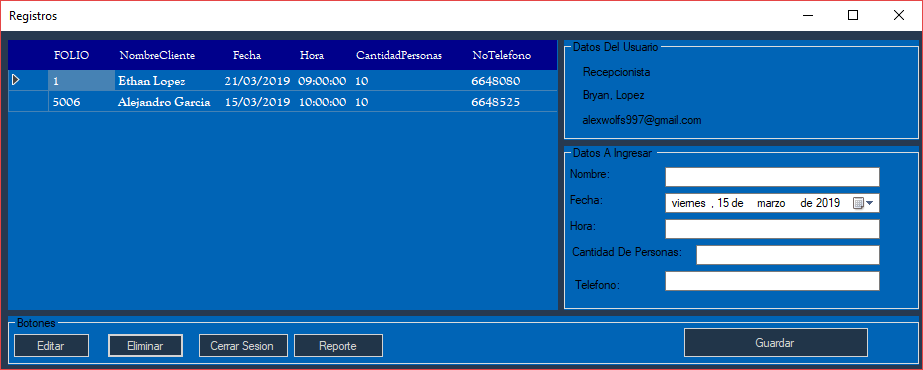 Registros
FOLIO NombreCliente Fecha Hora CantidadPersonas NoTelefono
1 Ethan Lopez 21/03/2019 09:00:00 10 6648080
5006 Alejandro Garcia 15/03/2019 10:00:00 10 6648525
Datos Del Usuario
Recepcionista
Bryan, Lopez
alexwolfs997@gmail.com
Datos A Ingresar
Nombre:
Fecha: viernes , 15 de marzo de 2019
Hora:
Cantidad De Personas:
Telefono:
Botones
Editar Eliminar Cerrar Sesion Reporte Guardar